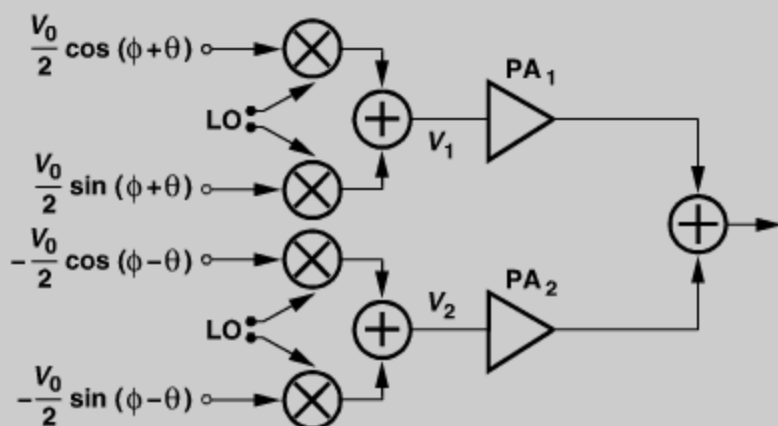 V₀/2 cos (ϕ+θ)
PA₁
LO
V₁
V₀/2 sin (ϕ+θ)
-V₀/2 cos (ϕ-θ)
PA₂
LO
V₂
-V₀/2 sin (ϕ-θ)